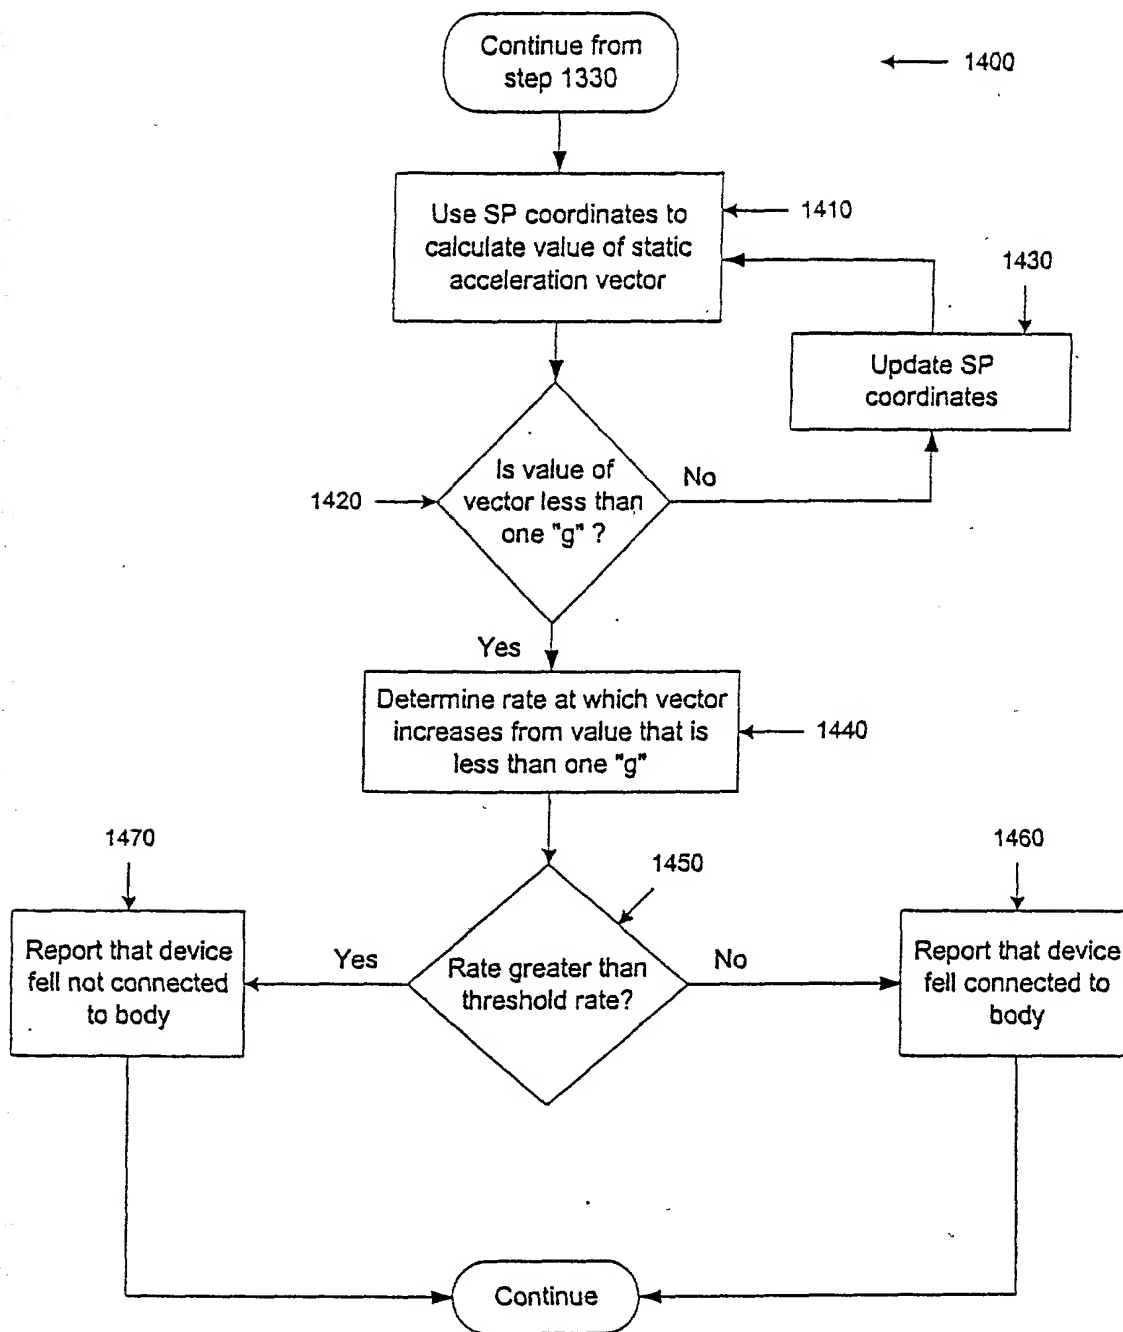 Continue from
step 1330
1400
Use SP coordinates to
calculate value of static
acceleration vector
1410
1430
Update SP
coordinates
Is value of
vector less than
one "g" ?
No
1420
Yes
Determine rate at which vector
increases from value that is
less than one "g"
1440
1470
1450
1460
Report that device
fell not connected
to body
Yes
Rate greater than
threshold rate?
No
Report that device
fell connected to
body
Continue